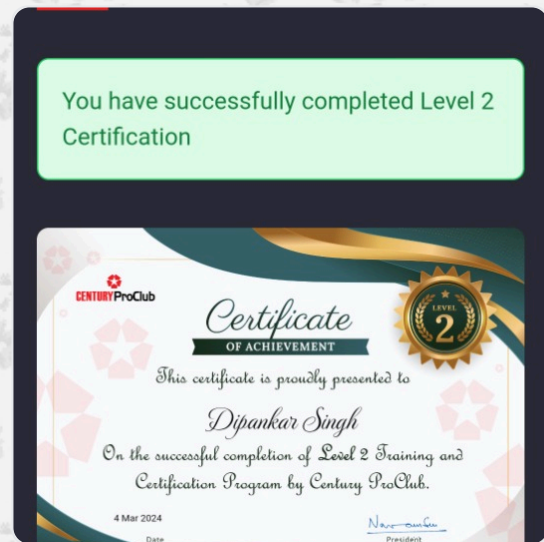 You have successfully completed Level 2
Certification
CENTURYProClub
Certificate
OF ACHIEVEMENT
LEVEL
2
This certificate is proudly presented to
Dipankar Singh
On the successful completion of Level 2 Training and
Certification Program by Century ProClub.
4 Mar 2024
Date
President